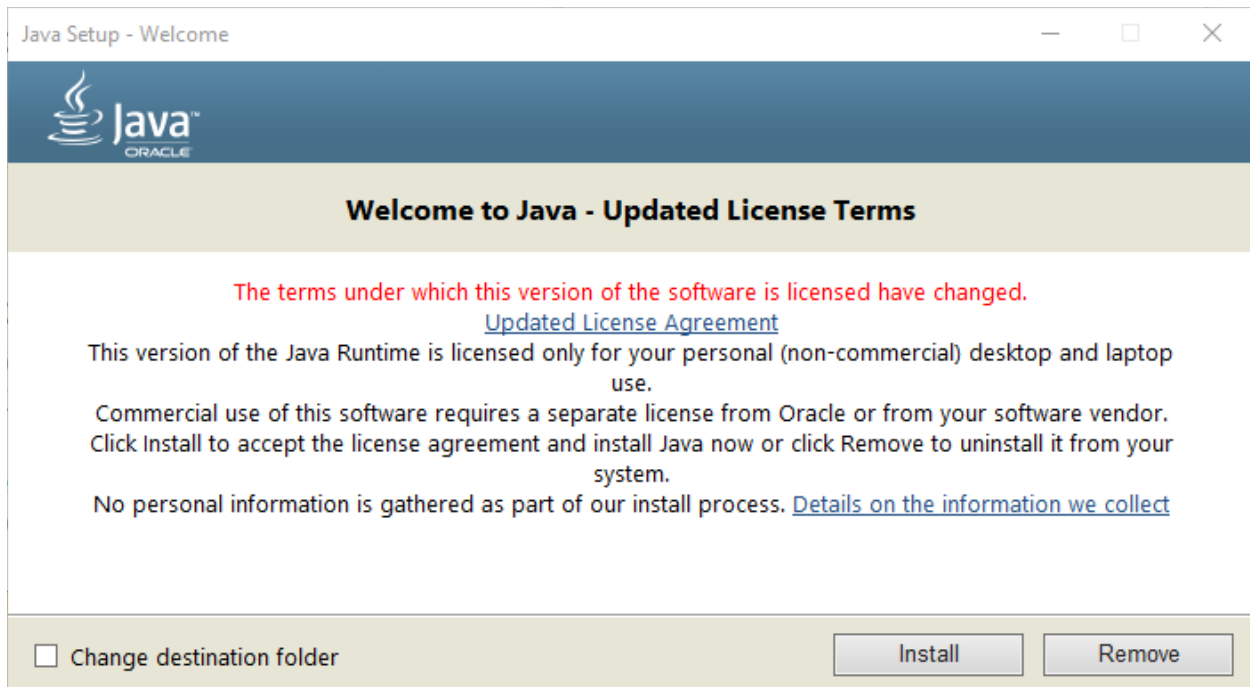 Java Setup - Welcome
Java™
ORACLE
Welcome to Java - Updated License Terms
The terms under which this version of the software is licensed have changed.
Updated License Agreement
This version of the Java Runtime is licensed only for your personal (non-commercial) desktop and laptop
use.
Commercial use of this software requires a separate license from Oracle or from your software vendor.
Click Install to accept the license agreement and install Java now or click Remove to uninstall it from your
system.
No personal information is gathered as part of our install process. Details on the information we collect
Change destination folder
Install
Remove